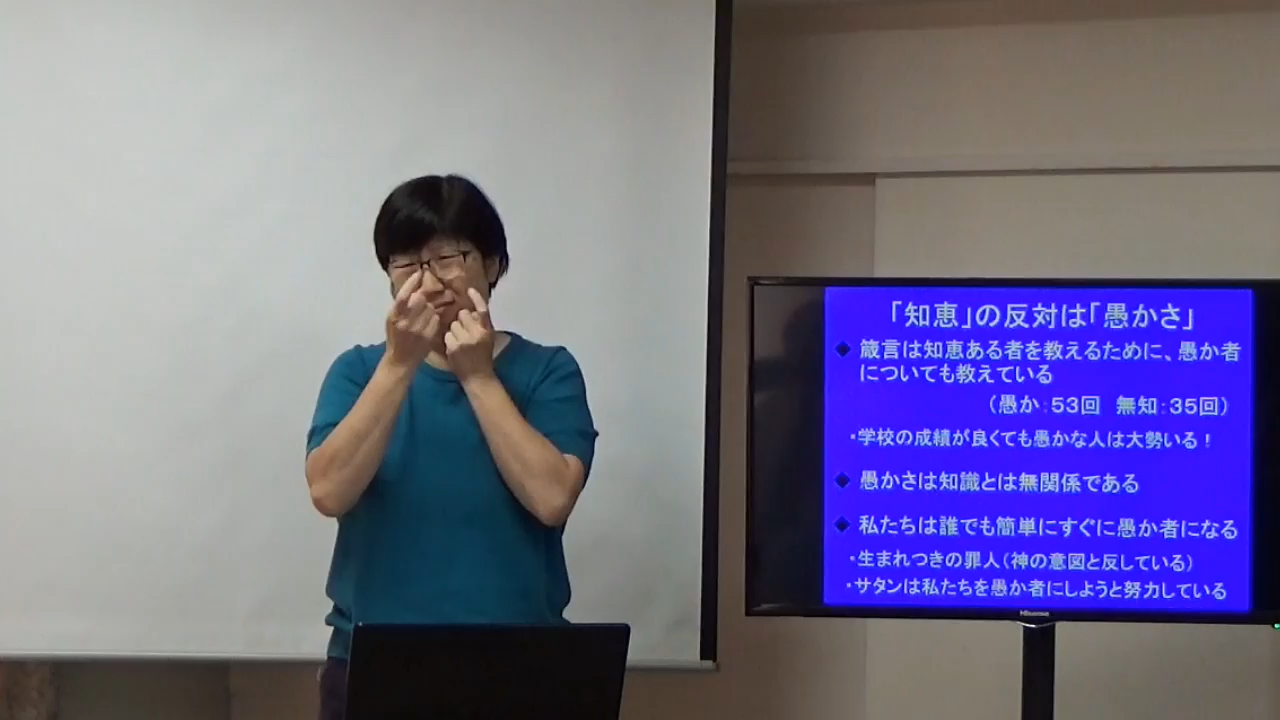 「知恵」の反対は「愚かさ」
◆ 箴言は知恵ある者を教えるために、愚か者
についても教えている
（愚か：53回　無知：35回）
・学校の成績が良くても愚かな人は大勢いる！
◆ 愚かさは知識とは無関係である
◆ 私たちは誰でも簡単にすぐに愚か者になる
・生まれつきの罪人（神の意図と反している）
・サタンは私たちを愚か者にしようと努力している
Hisense